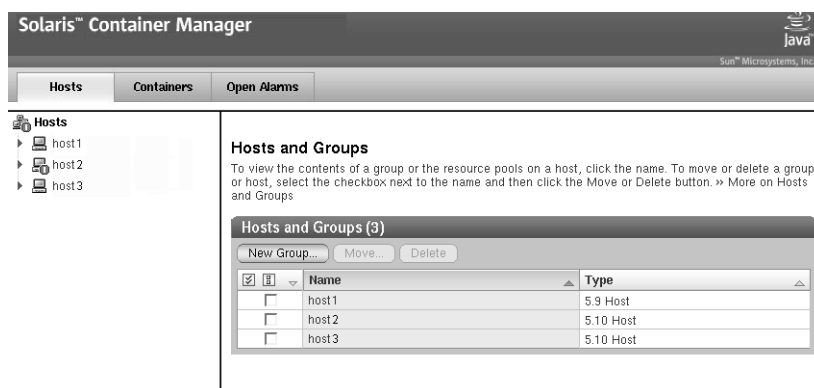 Solaris™ Container Manager
Java™
Sun™ Microsystems, Inc.
Hosts
Containers
Open Alarms
Hosts
host1
host2
host3
Hosts and Groups
To view the contents of a group or the resource pools on a host, click the name. To move or delete a group
or host, select the checkbox next to the name and then click the Move or Delete button. » More on Hosts
and Groups
Hosts and Groups (3)
New Group... Move... Delete
Name Type
host1 5.9 Host
host2 5.10 Host
host3 5.10 Host